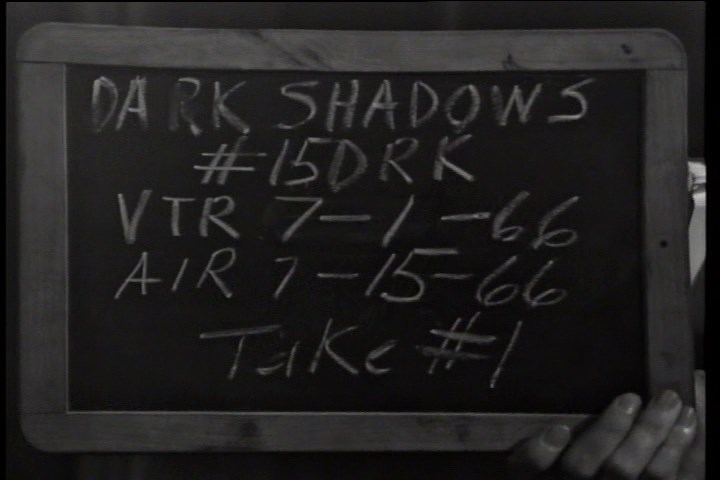 DARK SHADOWS
#15DRK
VTR 7-1-66
AIR 7-15-66
Take #1